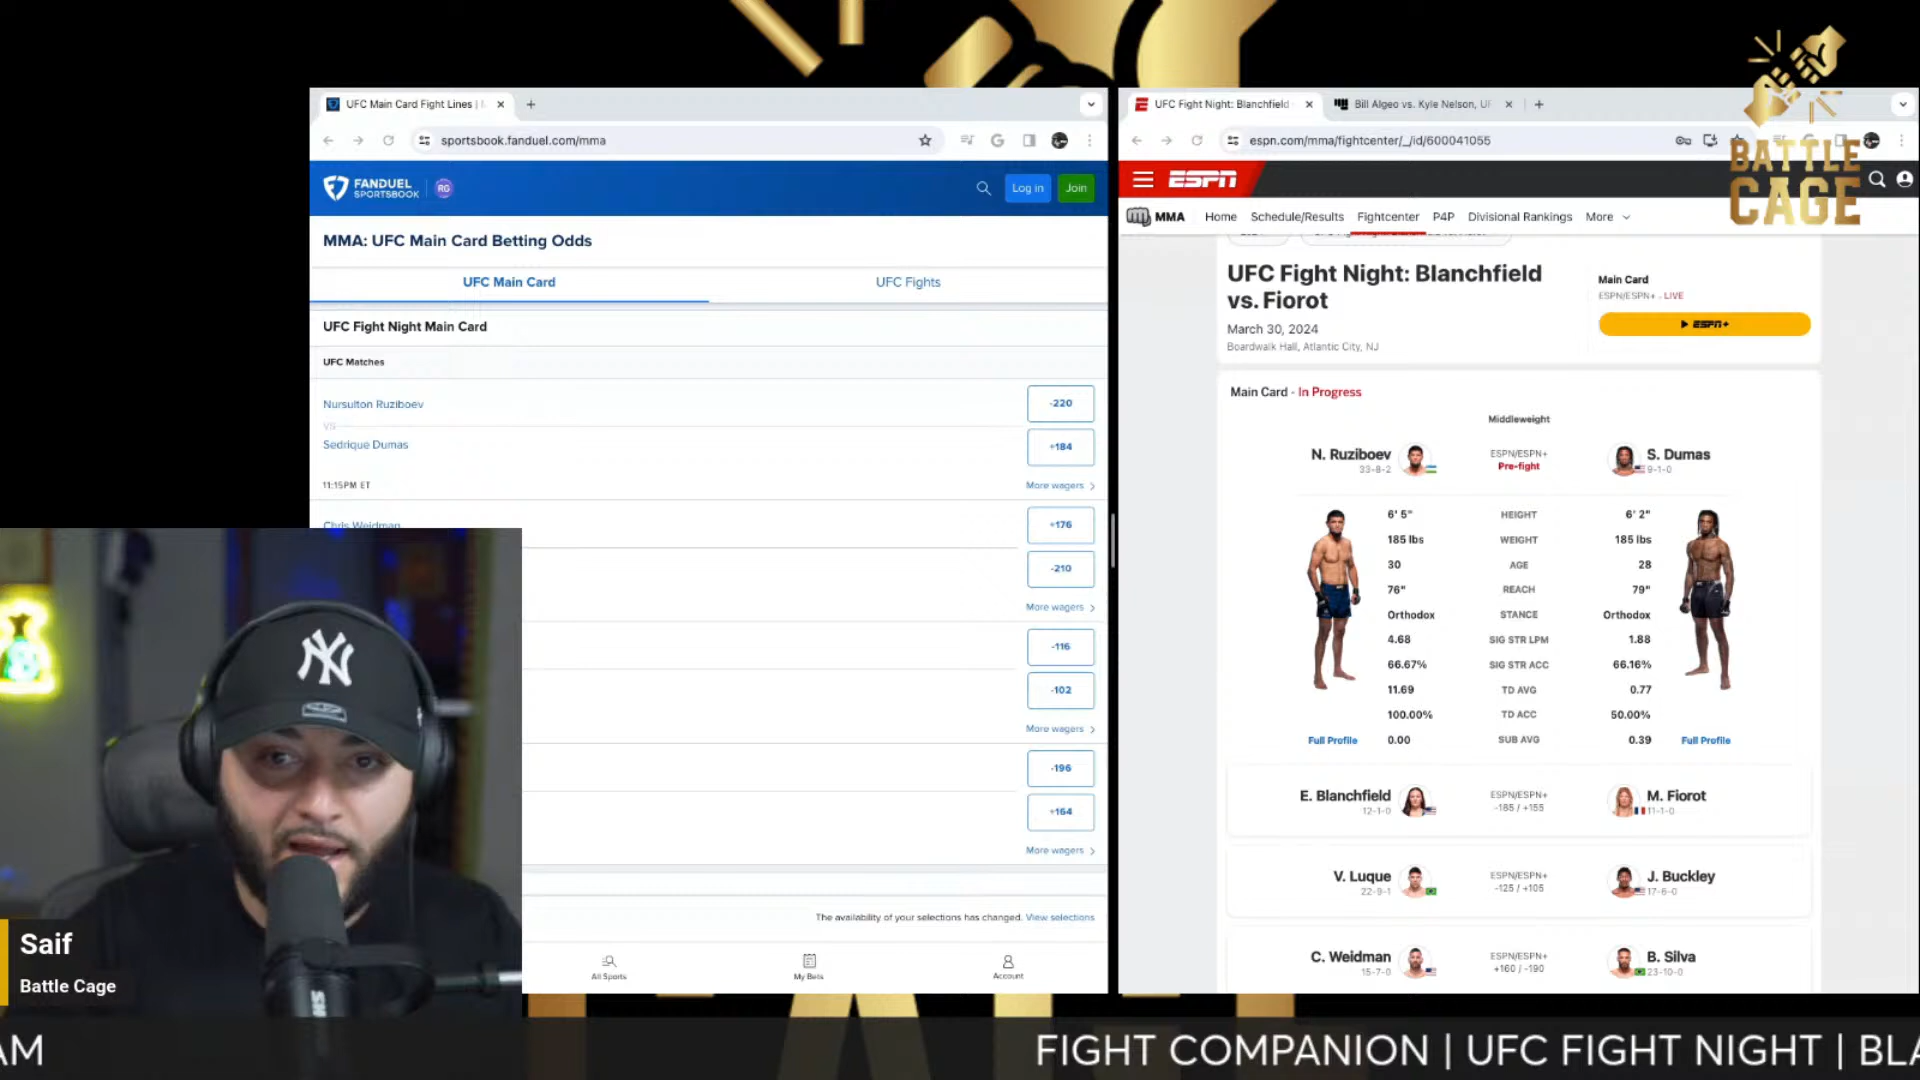 UFC Main Card Fight Lines |
sportsbook.fanduel.com/mma
FANDUEL
SPORTSBOOK
RG
Log in
Join
MMA: UFC Main Card Betting Odds
UFC Main Card
UFC Fights
UFC Fight Night Main Card
UFC Matches
Nursulton Ruziboev
-220
VS
Sedrique Dumas
+184
11:15PM ET
More wagers
Chris Weidman
+176
-210
More wagers
-116
-102
More wagers
-196
+164
More wagers
The availability of your selections has changed. View selections
All Sports
My Bets
Account
UFC Fight Night: Blanchfield
Bill Algeo vs. Kyle Nelson, UF
espn.com/mma/fightcenter/_/id/600041055
BATTLE
CAGE
ESPN
MMA
Home
Schedule/Results
Fightcenter
P4P
Divisional Rankings
More
UFC Fight Night: Blanchfield
vs. Fiorot
March 30, 2024
Boardwalk Hall, Atlantic City, NJ
Main Card
ESPN/ESPN+ - LIVE
ESPN+
Main Card - In Progress
Middleweight
N. Ruziboev
33-8-2
ESPN/ESPN+
Pre-fight
S. Dumas
9-1-0
6' 5" HEIGHT 6' 2"
185 lbs WEIGHT 185 lbs
30 AGE 28
76" REACH 79"
Orthodox STANCE Orthodox
4.68 SIG STR LPM 1.88
66.67% SIG STR ACC 66.16%
11.69 TD AVG 0.77
100.00% TD ACC 50.00%
Full Profile 0.00 SUB AVG 0.39 Full Profile
E. Blanchfield
12-1-0
ESPN/ESPN+
-185 / +155
M. Fiorot
11-1-0
V. Luque
22-9-1
ESPN/ESPN+
-125 / +105
J. Buckley
17-6-0
C. Weidman
15-7-0
ESPN/ESPN+
+160 / -190
B. Silva
23-10-0
NY
Saif
Battle Cage
AM
FIGHT COMPANION | UFC FIGHT NIGHT | BLA